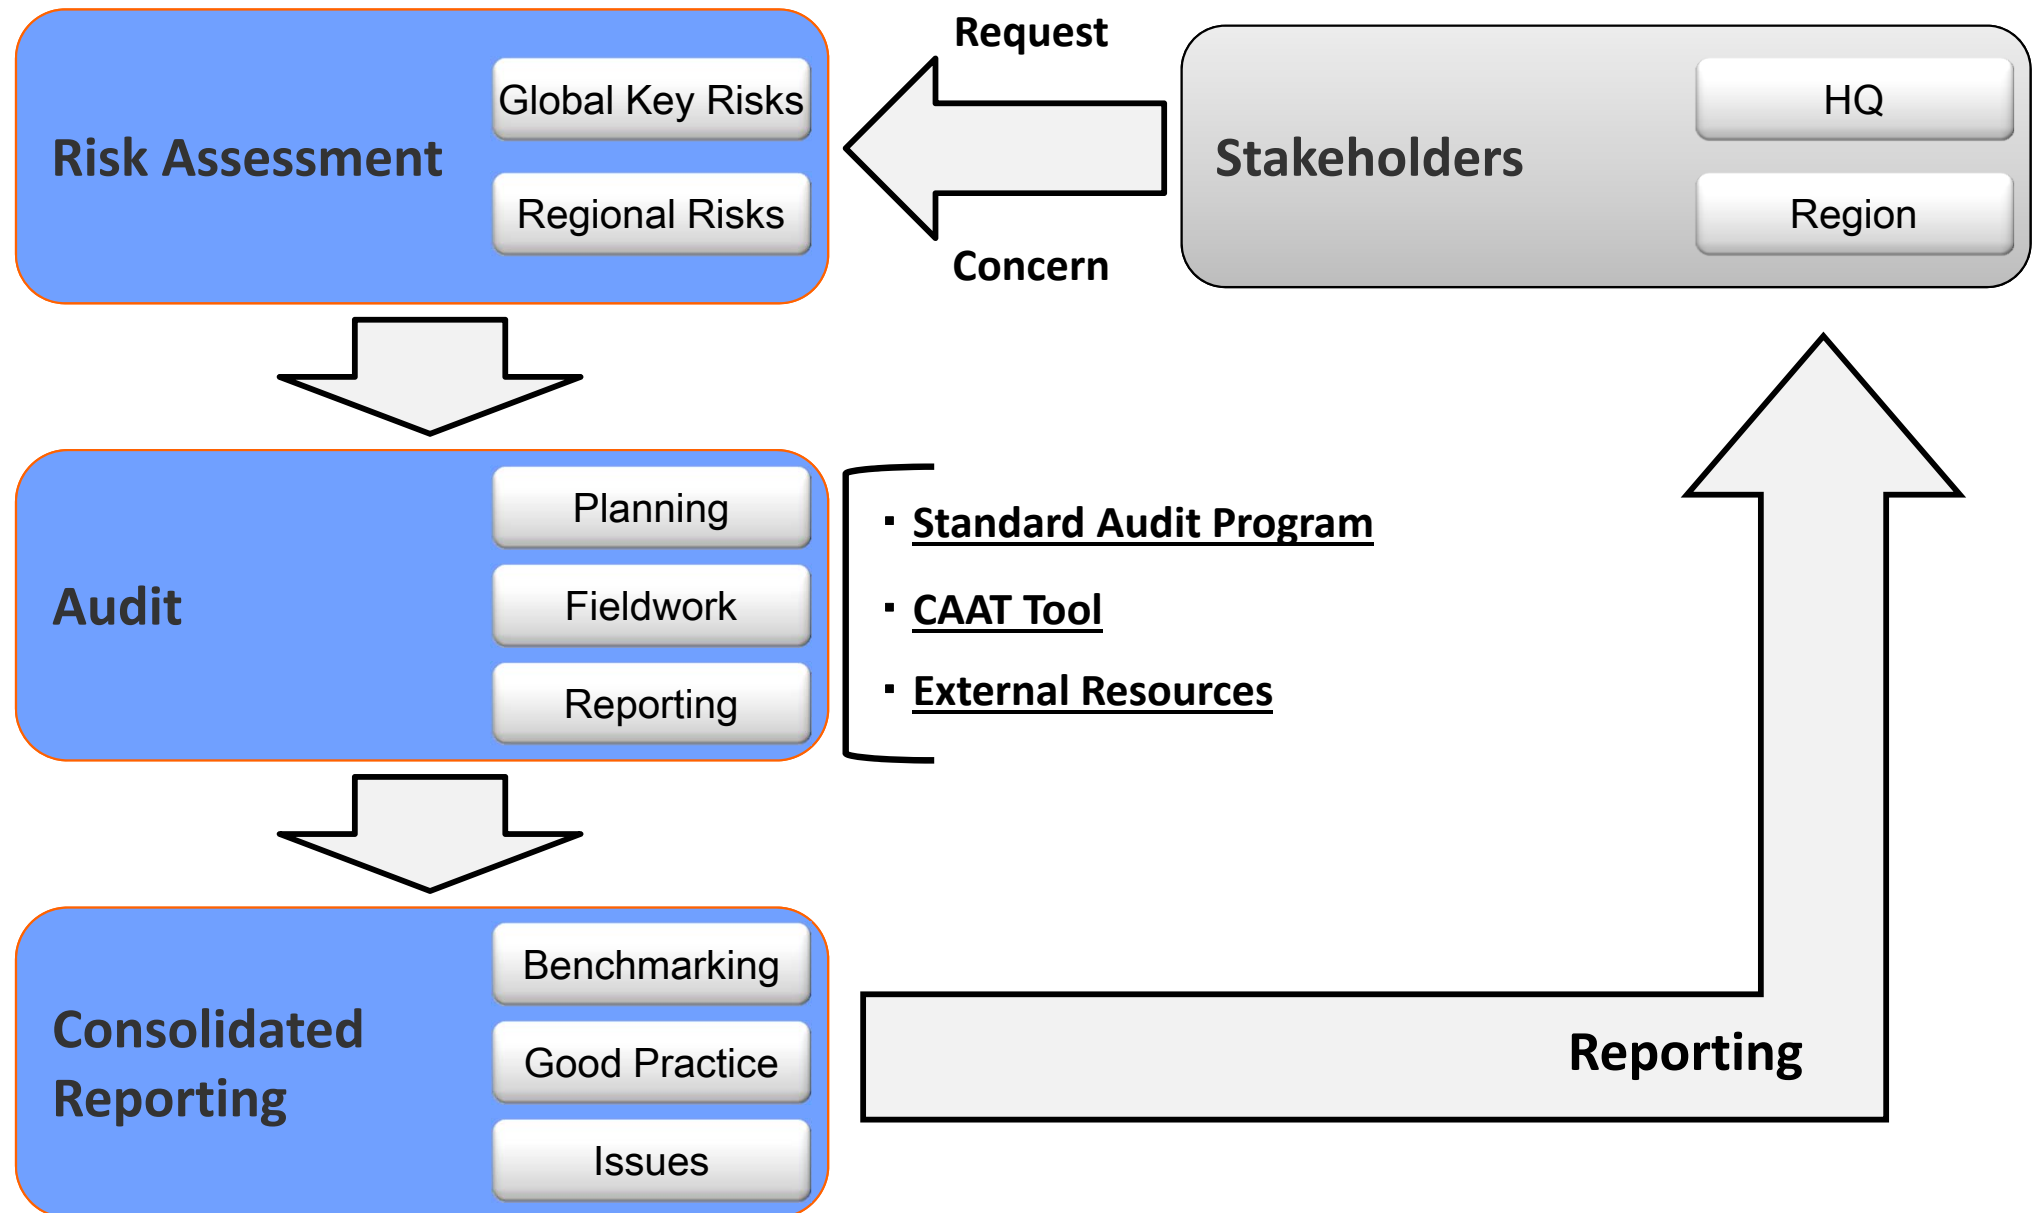 Risk Assessment
Global Key Risks
Regional Risks
Request
Concern
Stakeholders
HQ
Region
Audit
Planning
Fieldwork
Reporting
· Standard Audit Program
· CAAT Tool
· External Resources
Consolidated
Reporting
Benchmarking
Good Practice
Issues
Reporting